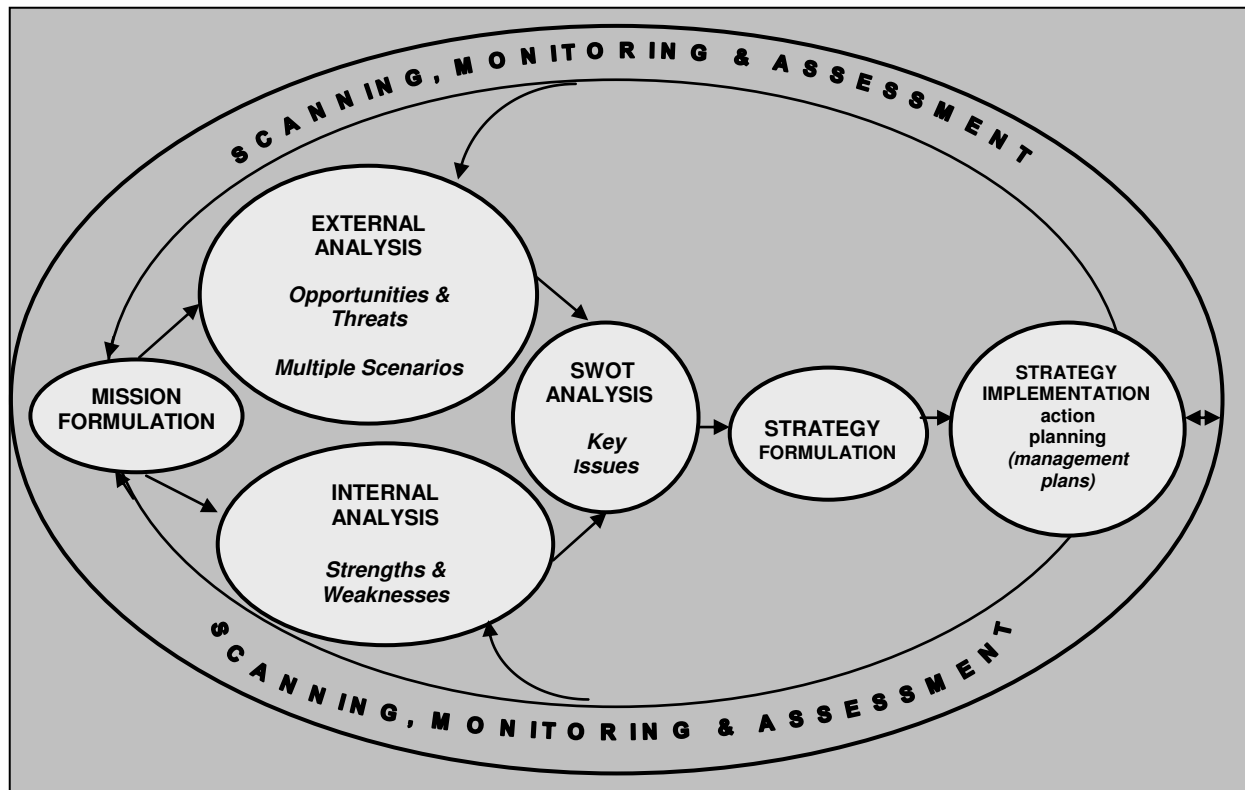 SCANNING, MONITORING & ASSESSMENT
EXTERNAL
ANALYSIS
Opportunities &
Threats
Multiple Scenarios
MISSION
FORMULATION
SWOT
ANALYSIS
Key
Issues
STRATEGY
FORMULATION
STRATEGY
IMPLEMENTATION
action
planning
(management
plans)
INTERNAL
ANALYSIS
Strengths &
Weaknesses
SCANNING, MONITORING & ASSESSMENT